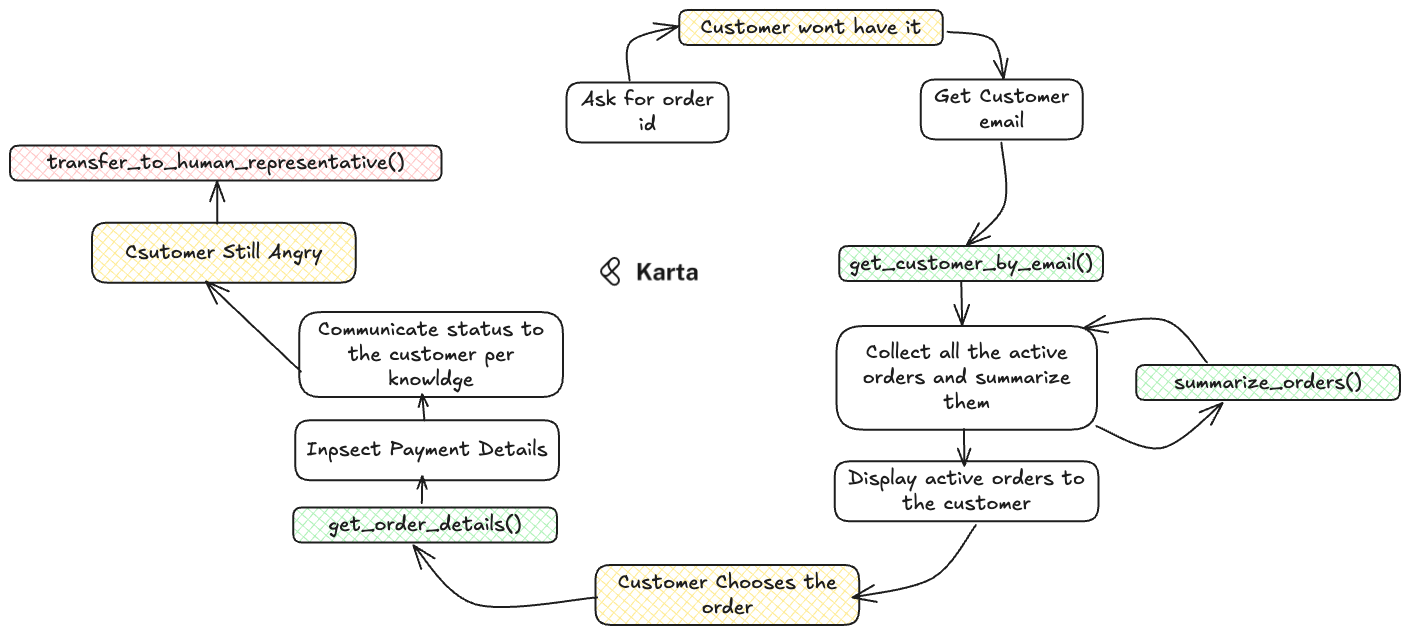 Customer wont have it
Ask for order
id
Get Customer
email
transfer_to_human_representative()
Csutomer Still Angry
Karta
get_customer_by_email()
Communicate status to
the customer per
knowldge
Collect all the active
orders and summarize
them
summarize_orders()
Inpsect Payment Details
Display active orders to
the customer
get_order_details()
Customer Chooses the
order